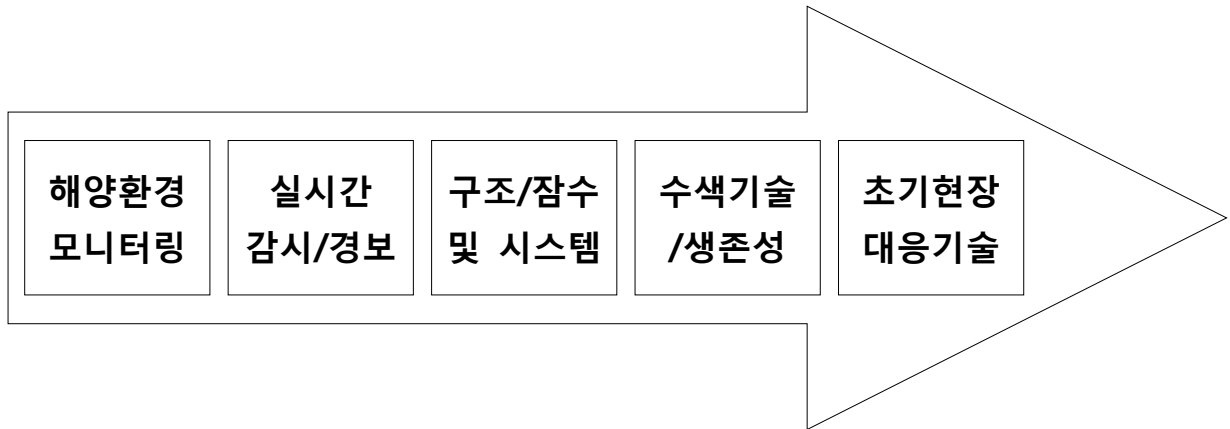 해양환경
모니터링
실시간
감시/경보
구조/잠수
및 시스템
수색기술
/생존성
초기현장
대응기술